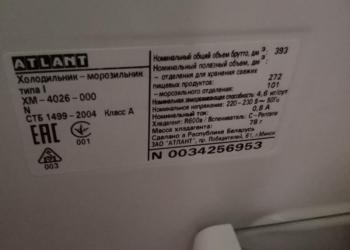 ATLANT
Холодильник - морозильник
типа I
ХМ-4026-000
N
СТБ 1499-2004 Класс А
EAC
001
003
Номинальный общий объем брутто, дм³ 393
Номинальный полезный объем, дм³
- отделения для хранения свежих
пищевых продуктов: 272
- морозильного отделения: 101
Номинальная замораживающая способность: 4,6 кг/сут
Номинальное напряжение: 220 - 230 В ~ 50Гц
Номинальный ток: 0,8 А
Хладагент: R600a / Вспениватель: C - Pentane
Масса хладагента: 78 г
Сделано в Республике Беларусь
ЗАО "АТЛАНТ", пр. Победителей, 61, г. Минск
N 0034256953